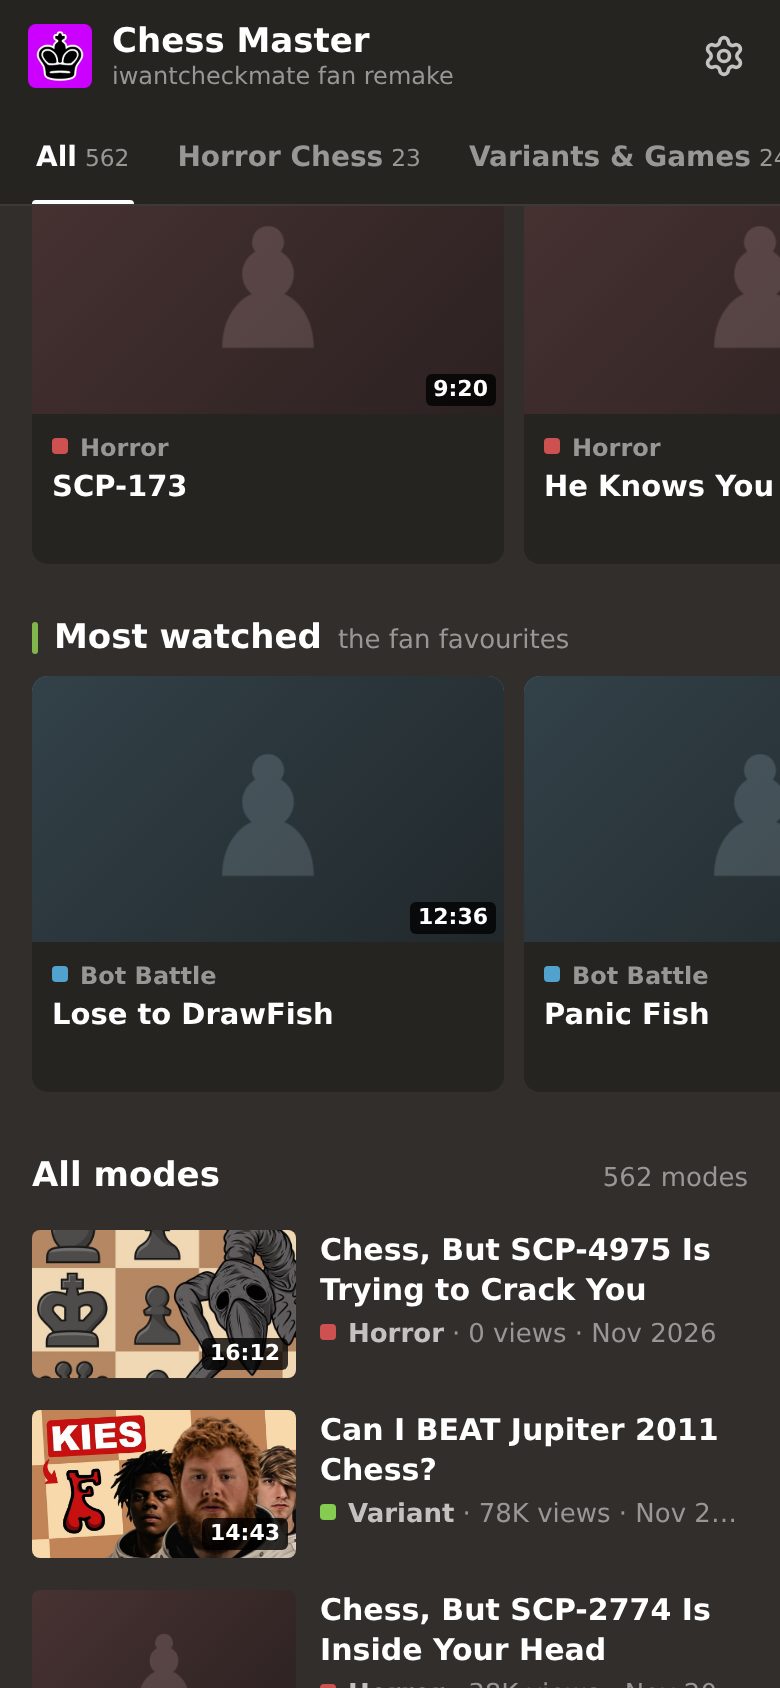 Chess Master
iwantcheckmate fan remake
All 562
Horror Chess 23
Variants & Games
9:20
Horror
SCP-173
Horror
He Knows You
Most watched the fan favourites
12:36
Bot Battle
Lose to DrawFish
Bot Battle
Panic Fish
All modes
562 modes
16:12
Chess, But SCP-4975 Is
Trying to Crack You
Horror · 0 views · Nov 2026
KIES
14:43
Can I BEAT Jupiter 2011
Chess?
Variant · 78K views · Nov 2…
Chess, But SCP-2774 Is
Inside Your Head